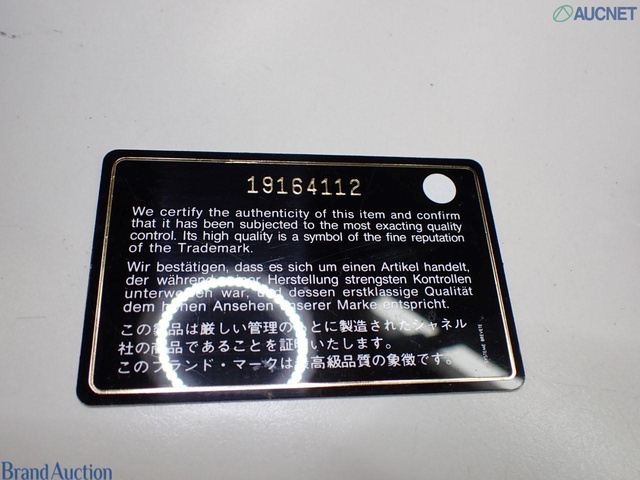 AUCNET
19164112
We certify the authenticity of this item and confirm
that it has been subjected to the most exacting quality
control. Its high quality is a symbol of the fine reputation
of the Trademark.
Wir bestätigen, dass es sich um einen Artikel handelt,
der während seiner Herstellung strengsten Kontrollen
unterworfen war, und dessen erstklassige Qualität
dem hohen Ansehen unserer Marke entspricht.
この製品は厳しい管理のもとに製造されたシャネル
社の商品であることを証明いたします。
このブランド・マークは最高級品質の象徴です。
SYSTEME BREVETE
Brand Auction